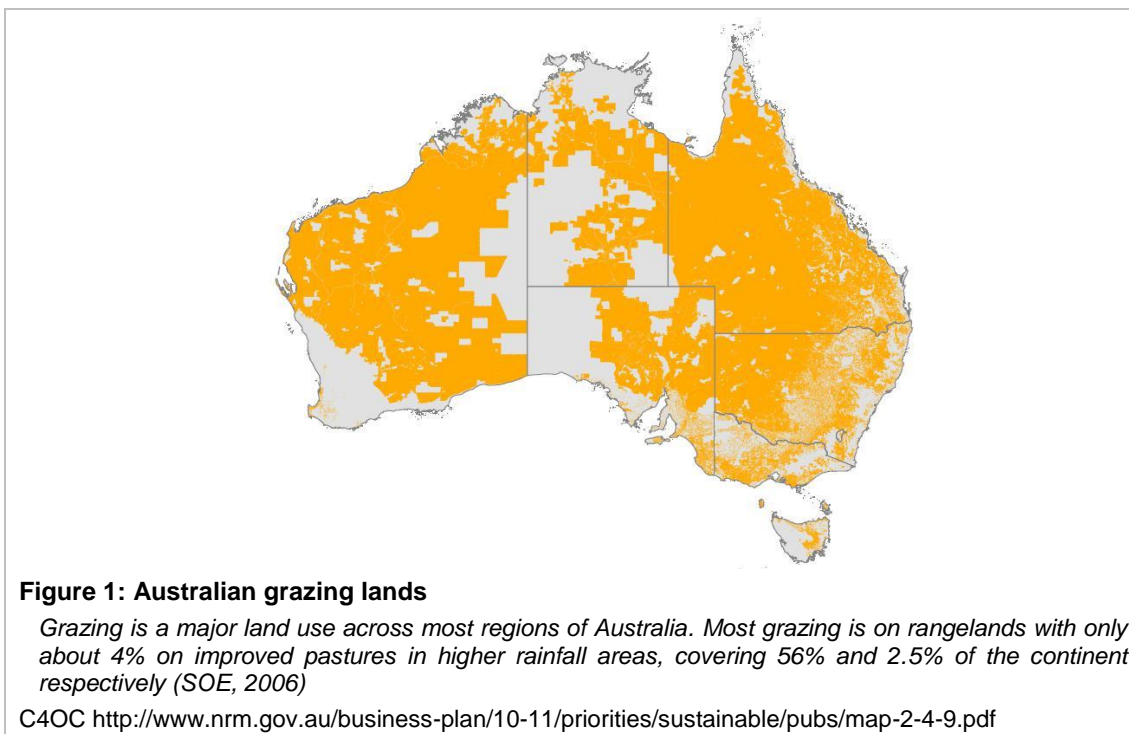 Figure 1: Australian grazing lands
Grazing is a major land use across most regions of Australia. Most grazing is on rangelands with only
about 4% on improved pastures in higher rainfall areas, covering 56% and 2.5% of the continent
respectively (SOE, 2006)
C4OC http://www.nrm.gov.au/business-plan/10-11/priorities/sustainable/pubs/map-2-4-9.pdf